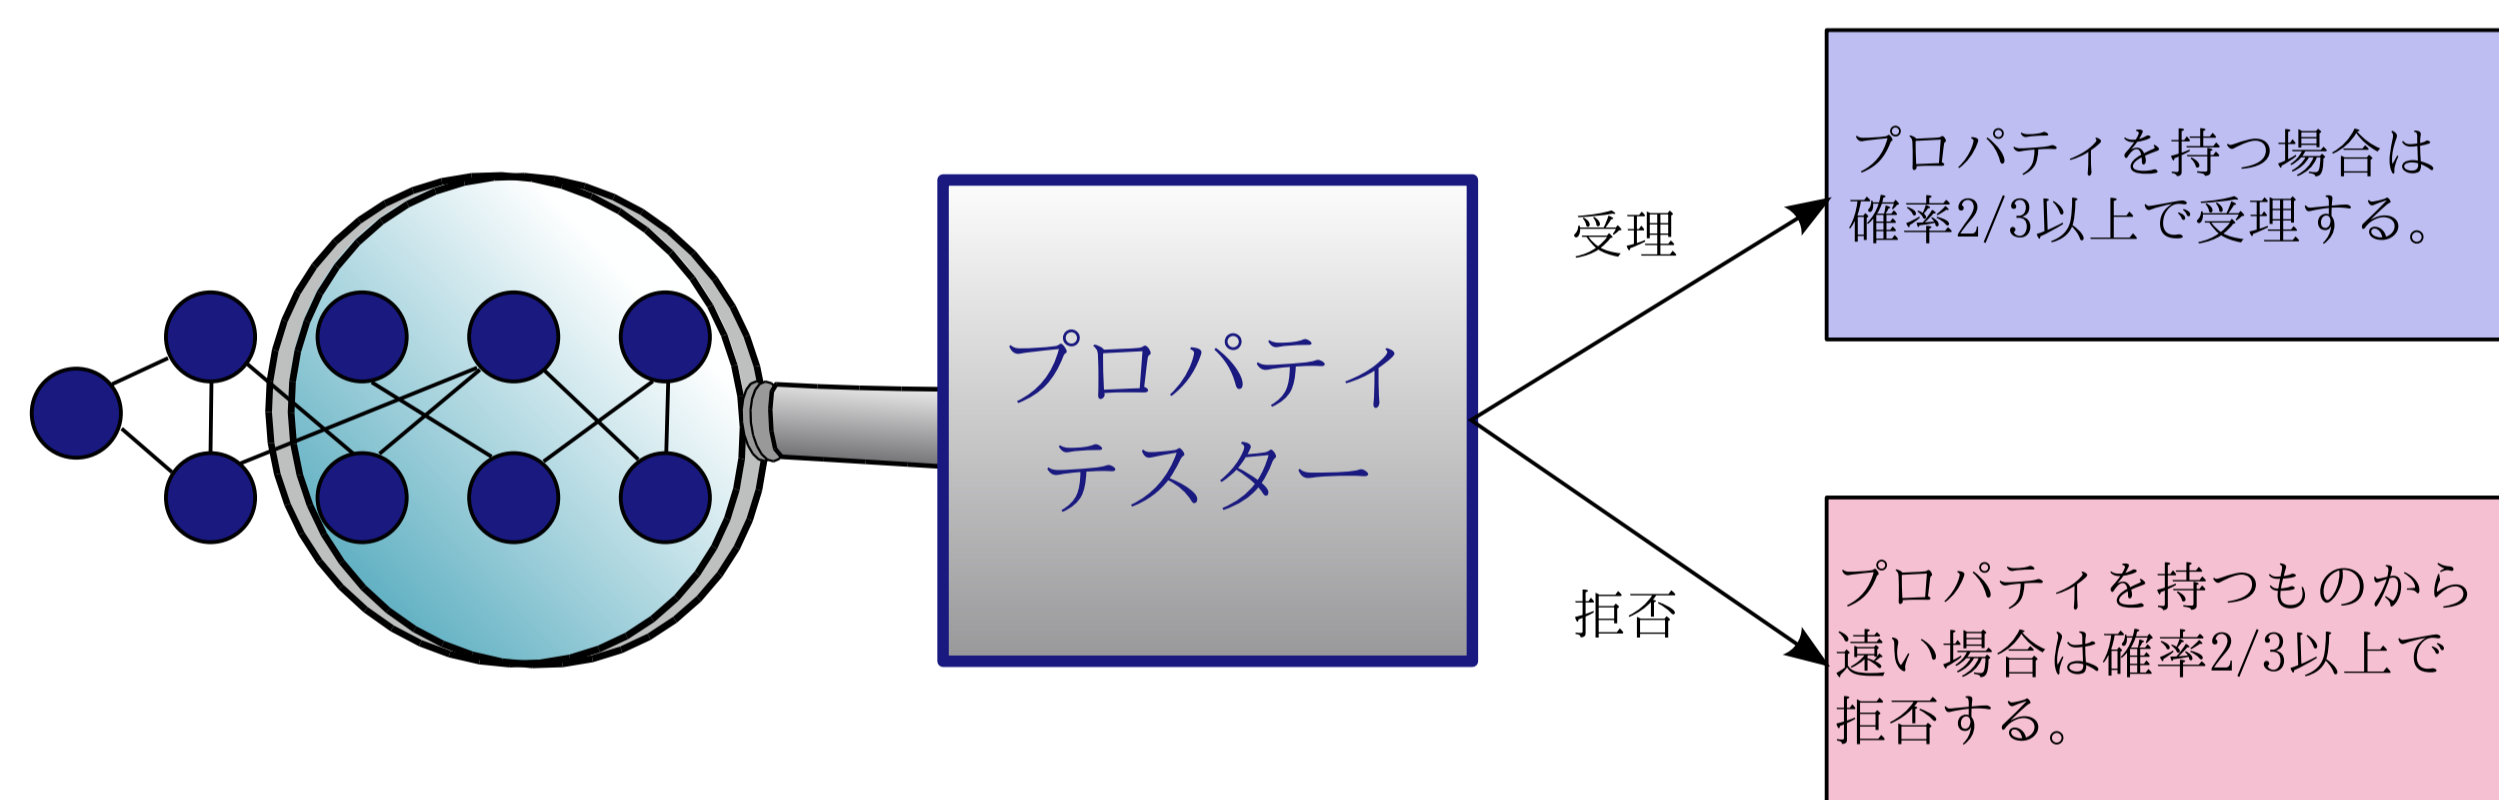 プロパティ
テスター
受理
プロパティを持つ場合は
確率2/3以上で受理する。
拒否
プロパティを持つものから
遠い場合は確率2/3以上で
拒否する。